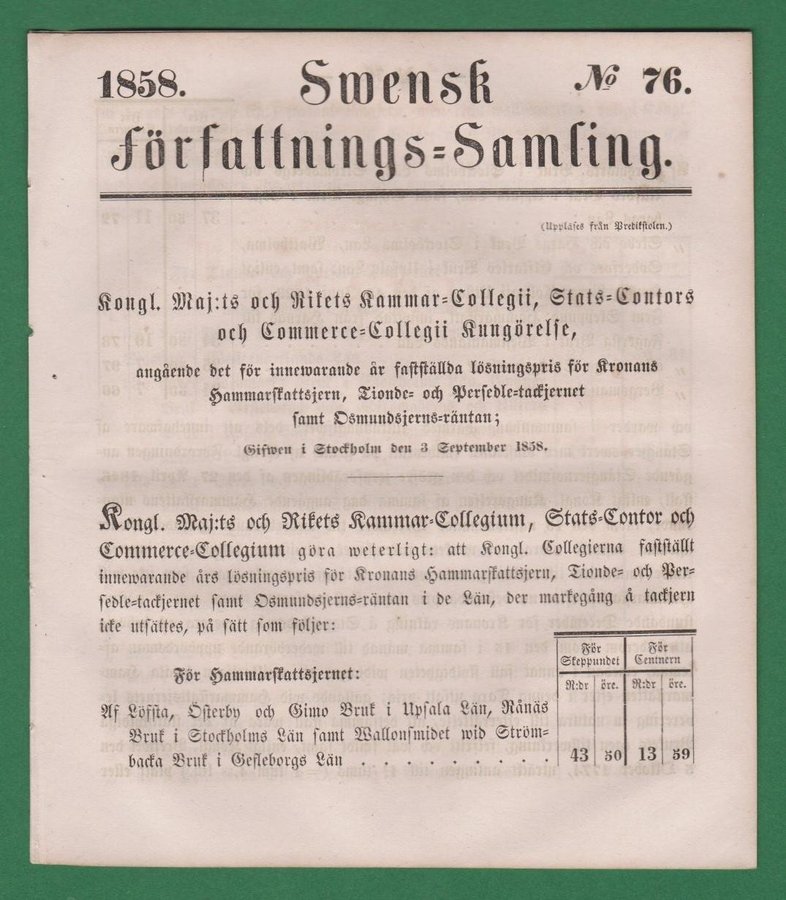 1858. Swensk № 76.
Författnings=Samling.
(Uppläses från Predikstolen.)
Kongl. Maj:ts och Rikets Kammar-Collegii, Stats-Contors
och Commerce-Collegii Kungörelse,
angående det för innewarande år fastställda lösningspris för Kronans
Hammarskattsjern, Tionde- och Persedle-tackjernet
samt Osmundsjerns-räntan;
Gifwen i Stockholm den 3 September 1858.
Kongl. Maj:ts och Rikets Kammar-Collegium, Stats-Contor och
Commerce-Collegium göra weterligt: att Kongl. Collegierna fastställt
innewarande års lösningspris för Kronans Hammarskattsjern, Tionde- och Per-
sedle-tackjernet samt Osmundsjerns-räntan i de Län, der markegång å tackjern
icke utsättes, på sätt som följer:
För Skeppundet För Centnern
R:dr öre. R:dr öre.
För Hammarskattsjernet:
Af Löfsta, Österby och Gimo Bruk i Upsala Län, Rånäs
Bruk i Stockholms Län samt Wallonsmidet wid Ström-
backa Bruk i Gefleborgs Län . . . . . . . . . 43 50 13 59